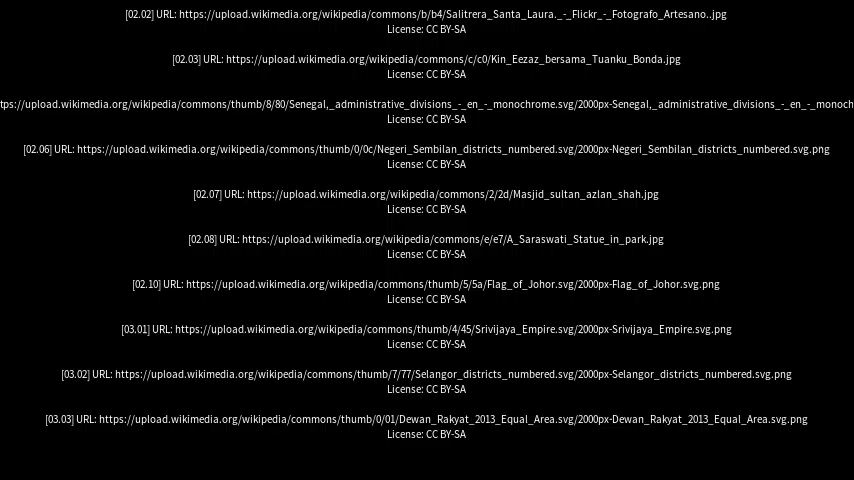 [02.02] URL: https://upload.wikimedia.org/wikipedia/commons/b/b4/Salitrera_Santa_Laura._-_Flickr_-_Fotografo_Artesano..jpg
License: CC BY-SA
[02.03] URL: https://upload.wikimedia.org/wikipedia/commons/c/c0/Kin_Eezaz_bersama_Tuanku_Bonda.jpg
License: CC BY-SA
tps://upload.wikimedia.org/wikipedia/commons/thumb/8/80/Senegal,_administrative_divisions_-_en_-_monochrome.svg/2000px-Senegal,_administrative_divisions_-_en_-_monoch
License: CC BY-SA
[02.06] URL: https://upload.wikimedia.org/wikipedia/commons/thumb/0/0c/Negeri_Sembilan_districts_numbered.svg/2000px-Negeri_Sembilan_districts_numbered.svg.png
License: CC BY-SA
[02.07] URL: https://upload.wikimedia.org/wikipedia/commons/2/2d/Masjid_sultan_azlan_shah.jpg
License: CC BY-SA
[02.08] URL: https://upload.wikimedia.org/wikipedia/commons/e/e7/A_Saraswati_Statue_in_park.jpg
License: CC BY-SA
[02.10] URL: https://upload.wikimedia.org/wikipedia/commons/thumb/5/5a/Flag_of_Johor.svg/2000px-Flag_of_Johor.svg.png
License: CC BY-SA
[03.01] URL: https://upload.wikimedia.org/wikipedia/commons/thumb/4/45/Srivijaya_Empire.svg/2000px-Srivijaya_Empire.svg.png
License: CC BY-SA
[03.02] URL: https://upload.wikimedia.org/wikipedia/commons/thumb/7/77/Selangor_districts_numbered.svg/2000px-Selangor_districts_numbered.svg.png
License: CC BY-SA
[03.03] URL: https://upload.wikimedia.org/wikipedia/commons/thumb/0/01/Dewan_Rakyat_2013_Equal_Area.svg/2000px-Dewan_Rakyat_2013_Equal_Area.svg.png
License: CC BY-SA